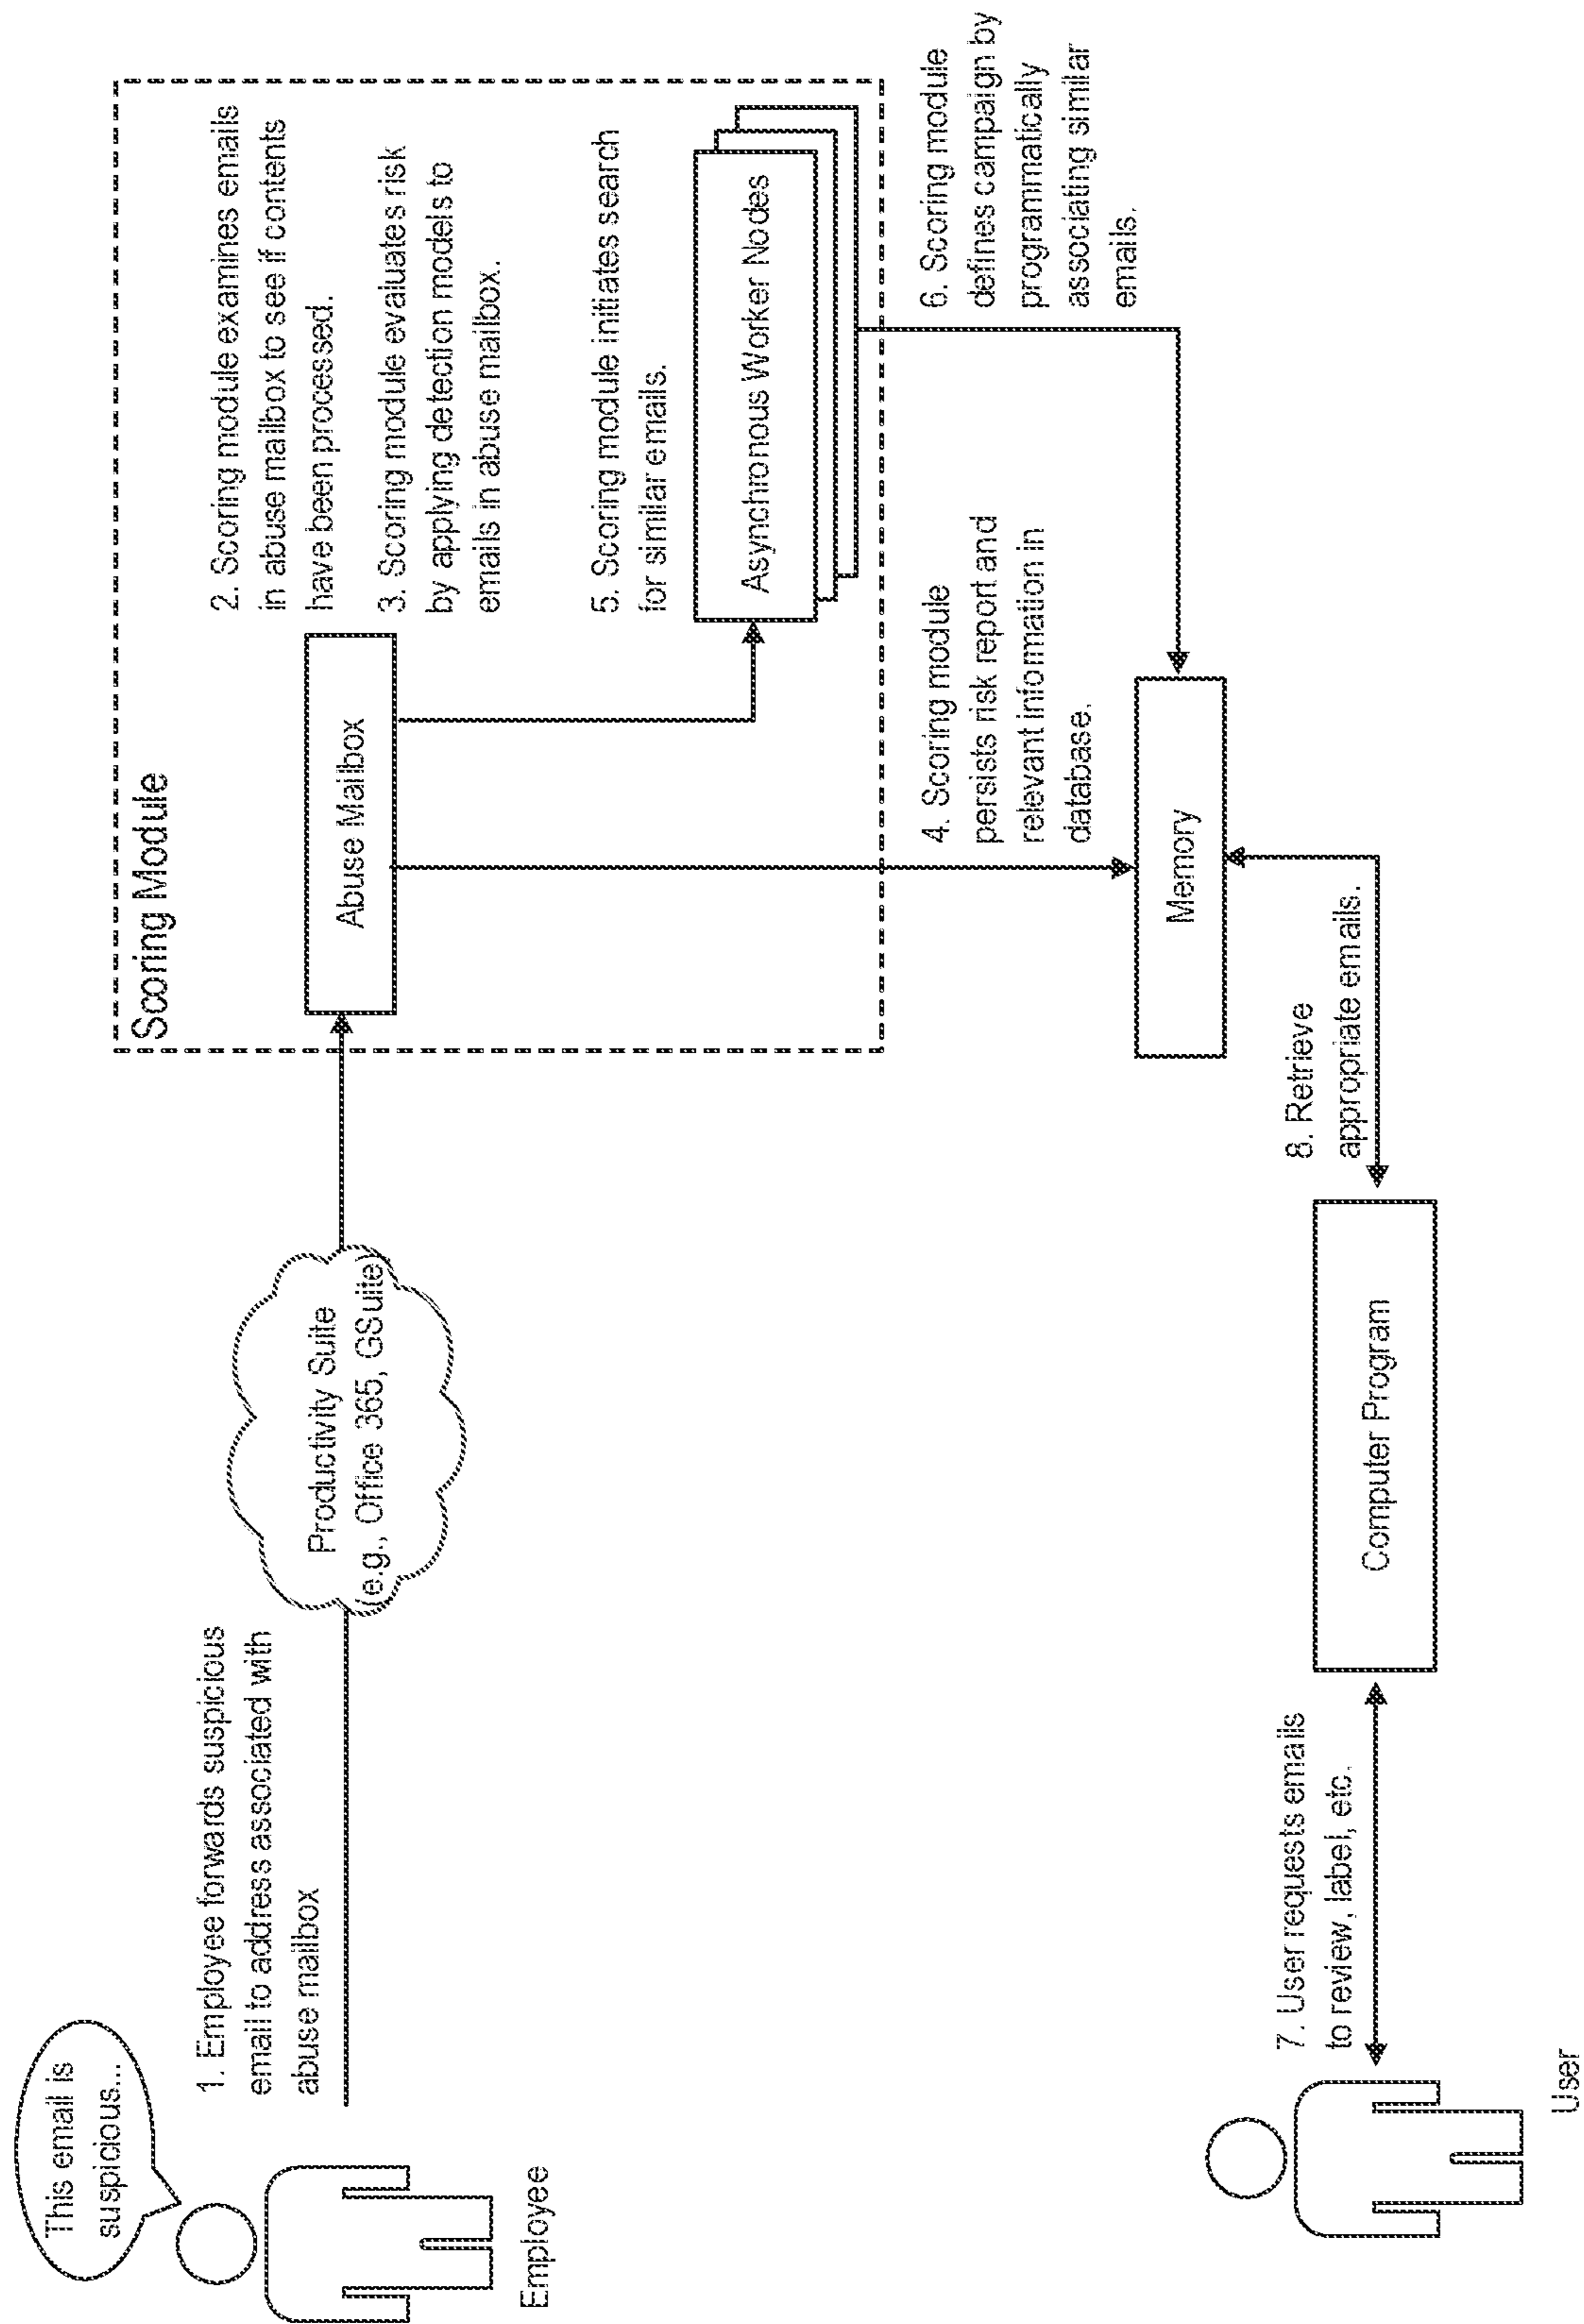 This email is
suspicious...
Employee
1. Employee forwards suspicious
email to address associated with
abuse mailbox
Productivity Suite
(e.g., Office 365, GSuite)
Scoring Module
Abuse Mailbox
2. Scoring module examines emails
in abuse mailbox to see if contents
have been processed.
3. Scoring module evaluates risk
by applying detection models to
emails in abuse mailbox.
5. Scoring module initiates search
for similar emails.
Asynchronous Worker Nodes
4. Scoring module
persists risk report and
relevant information in
database.
6. Scoring module
defines campaign by
programmatically
associating similar
emails.
Memory
8. Retrieve
appropriate emails.
Computer Program
7. User requests emails
to review, label, etc.
User